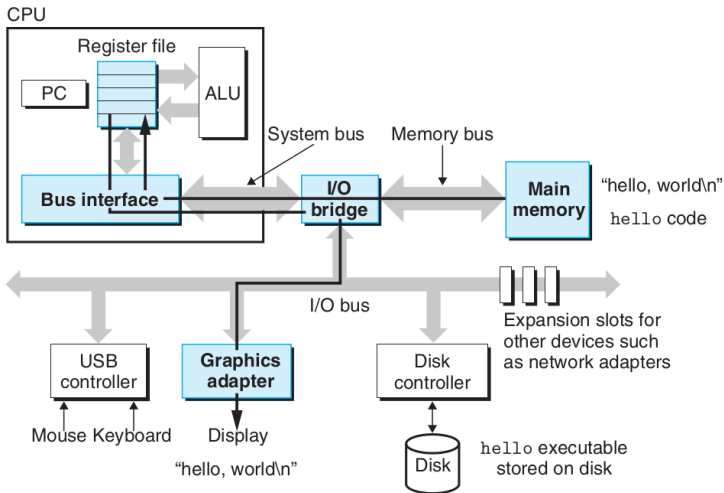 CPU
Register file
PC
ALU
System bus
Memory bus
Bus interface
I/O
bridge
Main
memory
“hello, world\n”
hello code
I/O bus
Expansion slots for
other devices such
as network adapters
USB
controller
Graphics
adapter
Disk
controller
Mouse Keyboard
Display
“hello, world\n”
Disk
hello executable
stored on disk